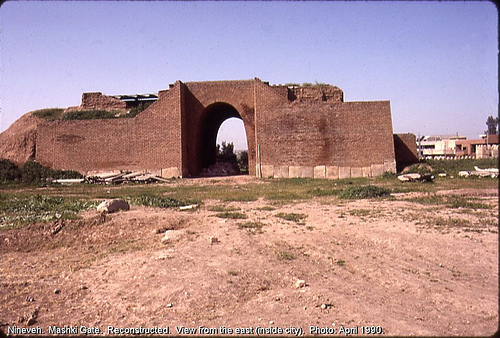 Nineveh. Mashki Gate. Reconstructed. View from the east (inside city). Photo: April 1990.